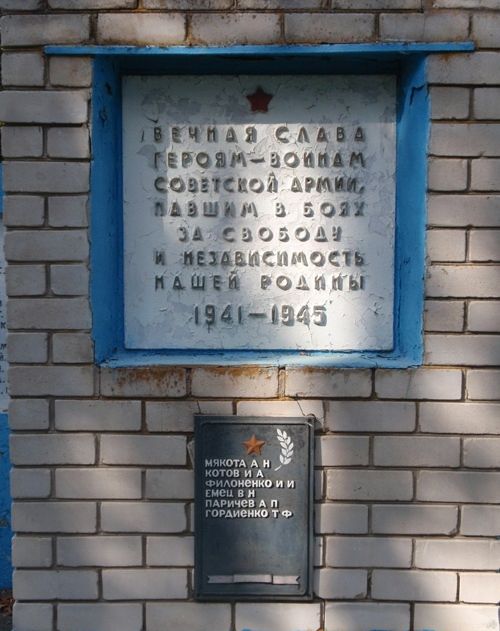 ВЕЧНАЯ СЛАВА
ГЕРОЯМ—ВОИНАМ
СОВЕТСКОЙ АРМИИ,
ПАВШИМ В БОЯХ
ЗА СВОБОДУ
И НЕЗАВИСИМОСТЬ
НАШЕЙ РОДИНЫ
1941—1945
МЯКОТА А Н
КОТОВ И А
ФИЛОНЕНКО И И
ЕМЕЦ В Н
ПАРИЧЕВ А П
ГОРДИЕНКО Т Ф